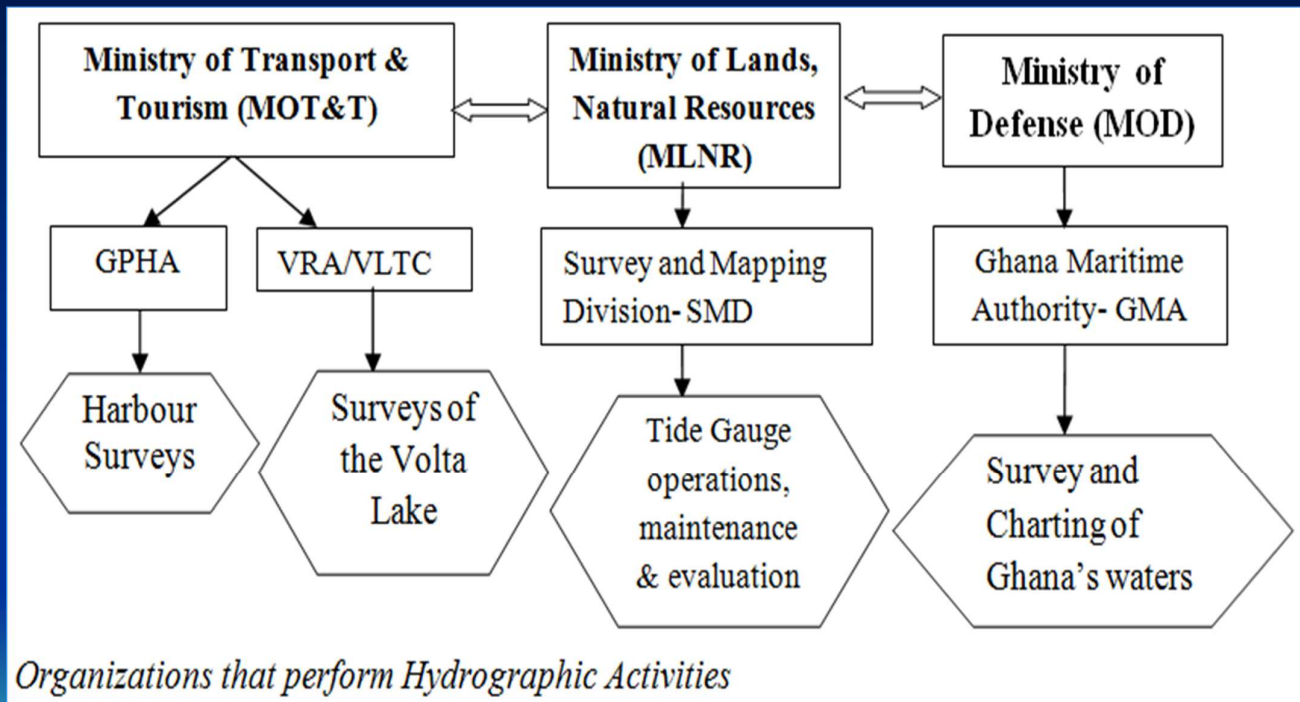 Ministry of Transport &
Tourism (MOT&T)
Ministry of Lands,
Natural Resources
(MLNR)
Ministry of
Defense (MOD)
GPHA
VRA/VLTC
Survey and Mapping
Division- SMD
Ghana Maritime
Authority- GMA
Harbour
Surveys
Surveys of
the Volta
Lake
Tide Gauge
operations,
maintenance
& evaluation
Survey and
Charting of
Ghana's waters
Organizations that perform Hydrographic Activities